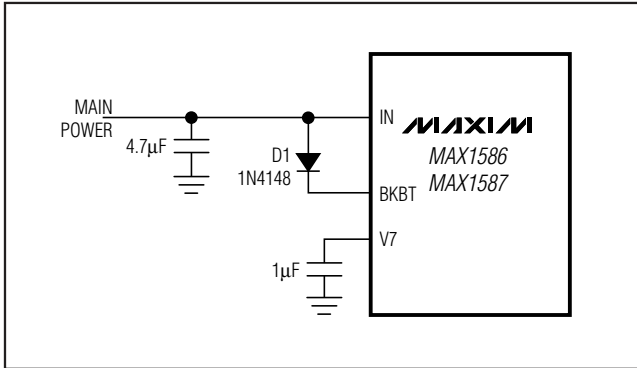 MAIN
POWER
4.7μF
D1
1N4148
IN
MAXIM
MAX1586
MAX1587
BKBT
V7
1μF